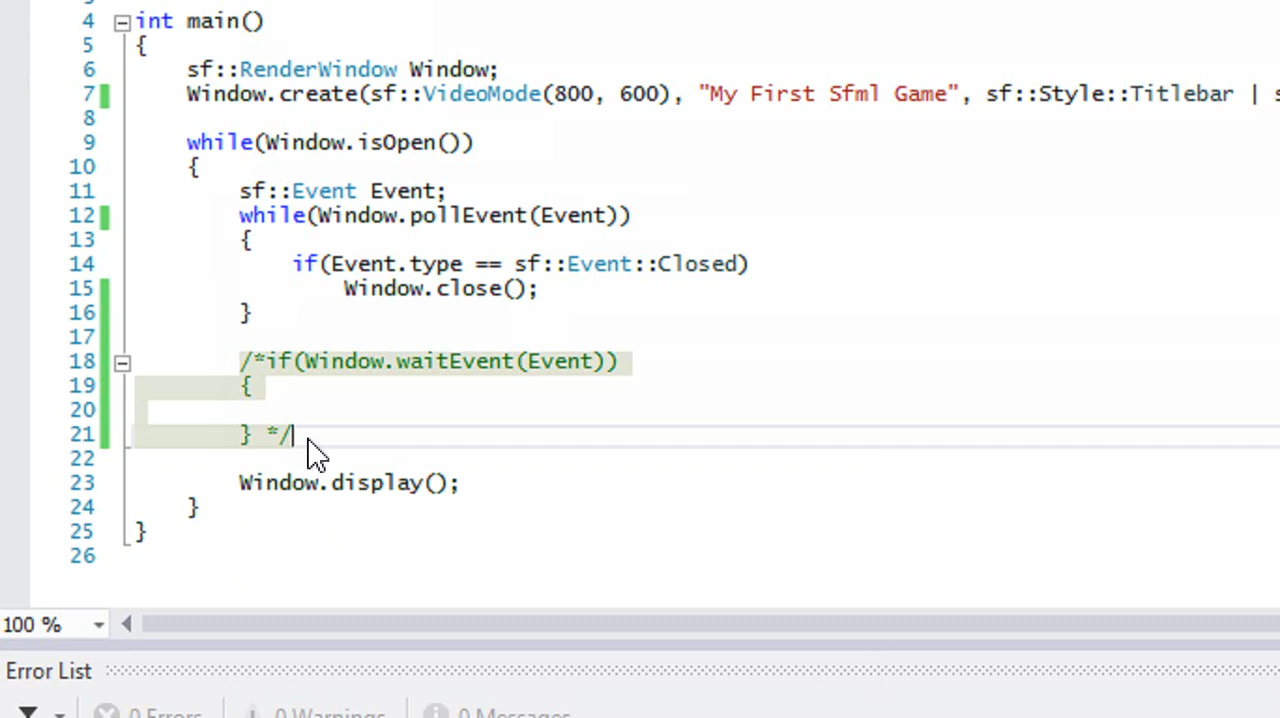 4 int main()
5 {
6 sf::RenderWindow Window;
7 Window.create(sf::VideoMode(800, 600), "My First Sfml Game", sf::Style::Titlebar | s
8
9 while(Window.isOpen())
10 {
11 sf::Event Event;
12 while(Window.pollEvent(Event))
13 {
14 if(Event.type == sf::Event::Closed)
15 Window.close();
16 }
17
18 /*if(Window.waitEvent(Event))
19 {
20
21 } */
22
23 Window.display();
24 }
25 }
26
100 %
Error List
0 Errors 0 Warnings 0 Messages